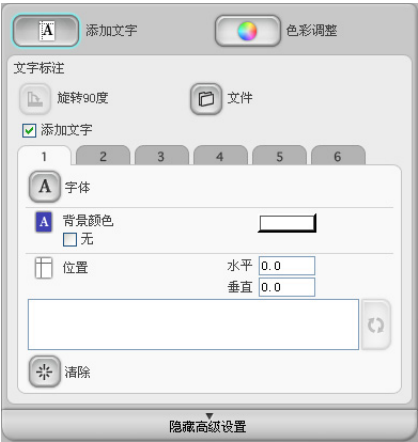 A 添加文字 色彩调整
文字标注
旋转90度 文件
添加文字
1 2 3 4 5 6
A 字体
A 背景颜色
无
位置 水平 0.0
垂直 0.0
清除
隐藏高级设置